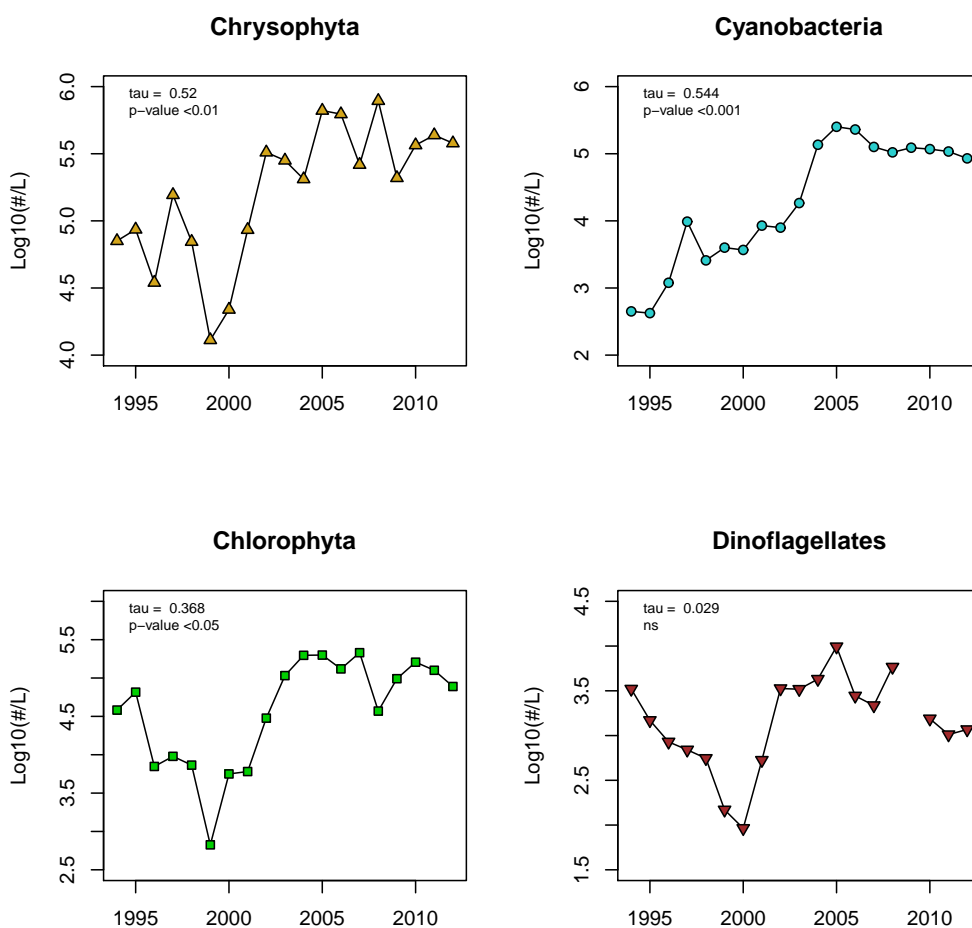 Chrysophyta
tau = 0.52
p-value <0.01
Log10(#/L)
6.0
5.5
5.0
4.5
4.0
1995 2000 2005 2010
Cyanobacteria
tau = 0.544
p-value <0.001
Log10(#/L)
6
5
4
3
2
1995 2000 2005 2010
Chlorophyta
tau = 0.368
p-value <0.05
Log10(#/L)
5.5
4.5
3.5
2.5
1995 2000 2005 2010
Dinoflagellates
tau = 0.029
ns
Log10(#/L)
4.5
3.5
2.5
1.5
1995 2000 2005 2010